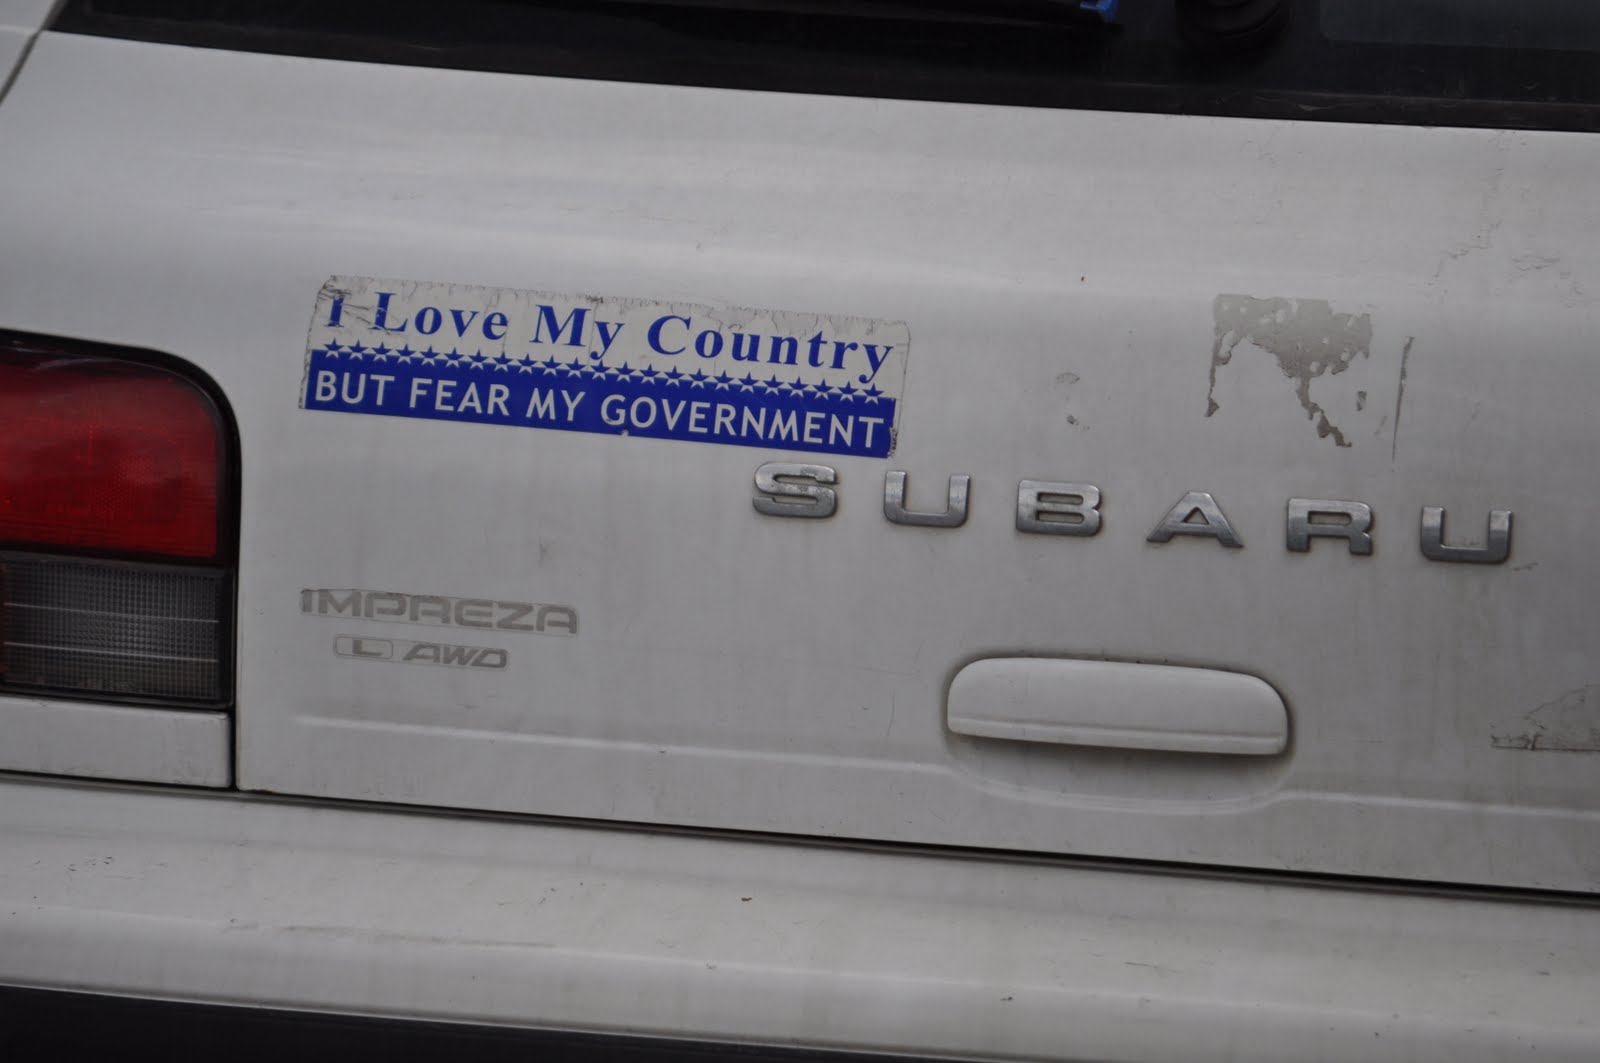 I Love My Country
BUT FEAR MY GOVERNMENT
SUBARU
IMPREZA
L AWD